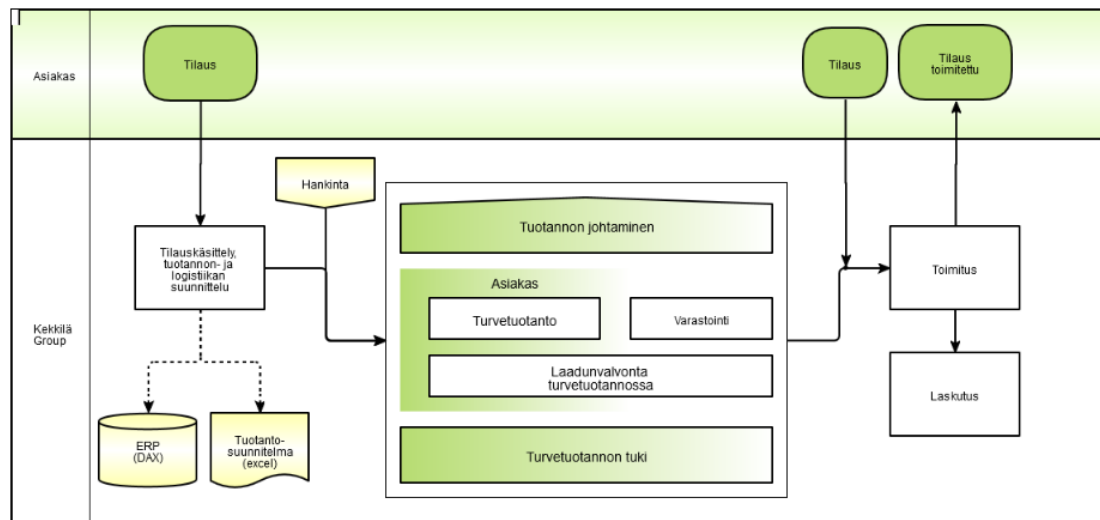 Asiakas
Tilaus
Tilaus
Tilaus
toimitettu
Kekkilä
Group
Hankinta
Tilauskäsittely,
tuotannon- ja
logistiikan
suunnittelu
ERP
(DAX)
Tuotanto-
suunnitelma
(excel)
Tuotannon johtaminen
Asiakas
Turvetuotanto
Varastointi
Laadunvalvonta
turvetuotannossa
Turvetuotannon tuki
Toimitus
Laskutus